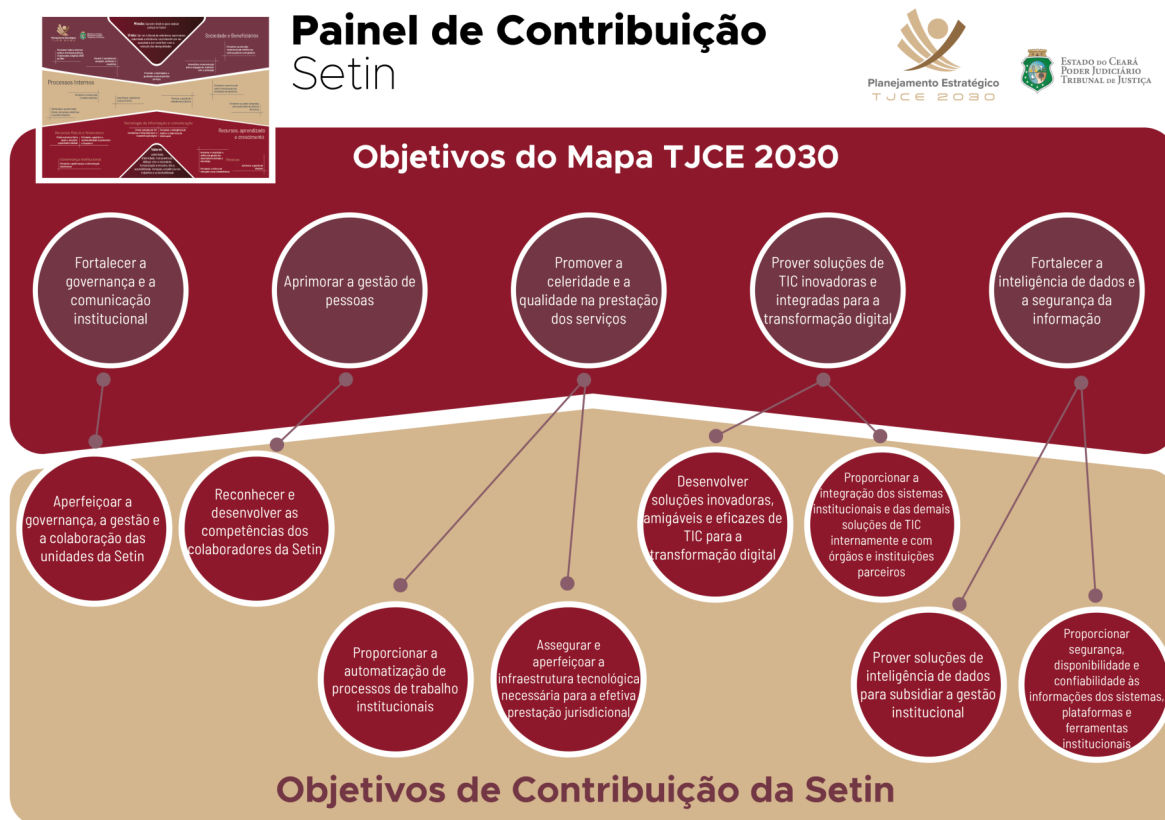 Painel de Contribuição
Setin
Planejamento Estratégico
TJCE 2030
ESTADO DO CEARÁ
PODER JUDICIÁRIO
TRIBUNAL DE JUSTIÇA
Sociedade e Beneficiários
Processos Internos
Recursos, aprendizado
e crescimento
Objetivos do Mapa TJCE 2030
Fortalecer a
governança e a
comunicação
institucional
Aprimorar a gestão de
pessoas
Promover a
celeridade e a
qualidade na prestação
dos serviços
Prover soluções de
TIC inovadoras e
integradas para a
transformação digital
Fortalecer a
inteligência de dados e
a segurança da
informação
Aperfeiçoar a
governança, a gestão e
a colaboração das
unidades da Setin
Reconhecer e
desenvolver as
competências dos
colaboradores da Setin
Proporcionar a
automatização de
processos de trabalho
institucionais
Assegurar e
aperfeiçoar a
infraestrutura tecnológica
necessária para a efetiva
prestação jurisdicional
Desenvolver
soluções inovadoras,
amigáveis e eficazes de
TIC para a
transformação digital
Proporcionar a
integração dos sistemas
institucionais e das demais
soluções de TIC
internamente e com
órgãos e instituições
parceiros
Prover soluções de
inteligência de dados
para subsidiar a gestão
institucional
Proporcionar
segurança,
disponibilidade e
confiabilidade às
informações dos sistemas,
plataformas e
ferramentas
institucionais
Objetivos de Contribuição da Setin